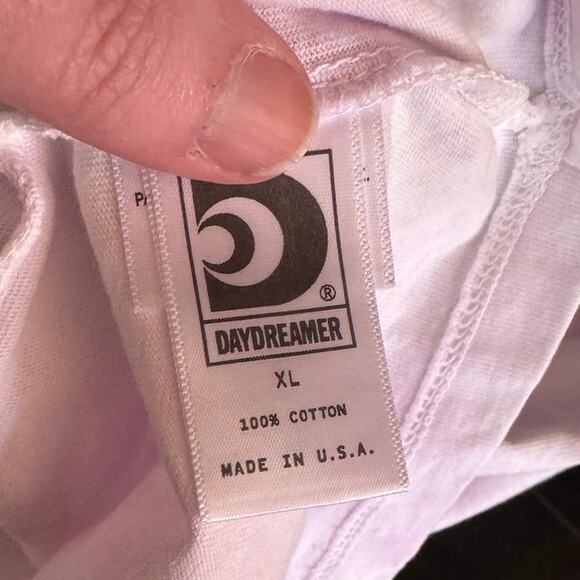 ®
DAYDREAMER
XL
100% COTTON
MADE IN U.S.A.